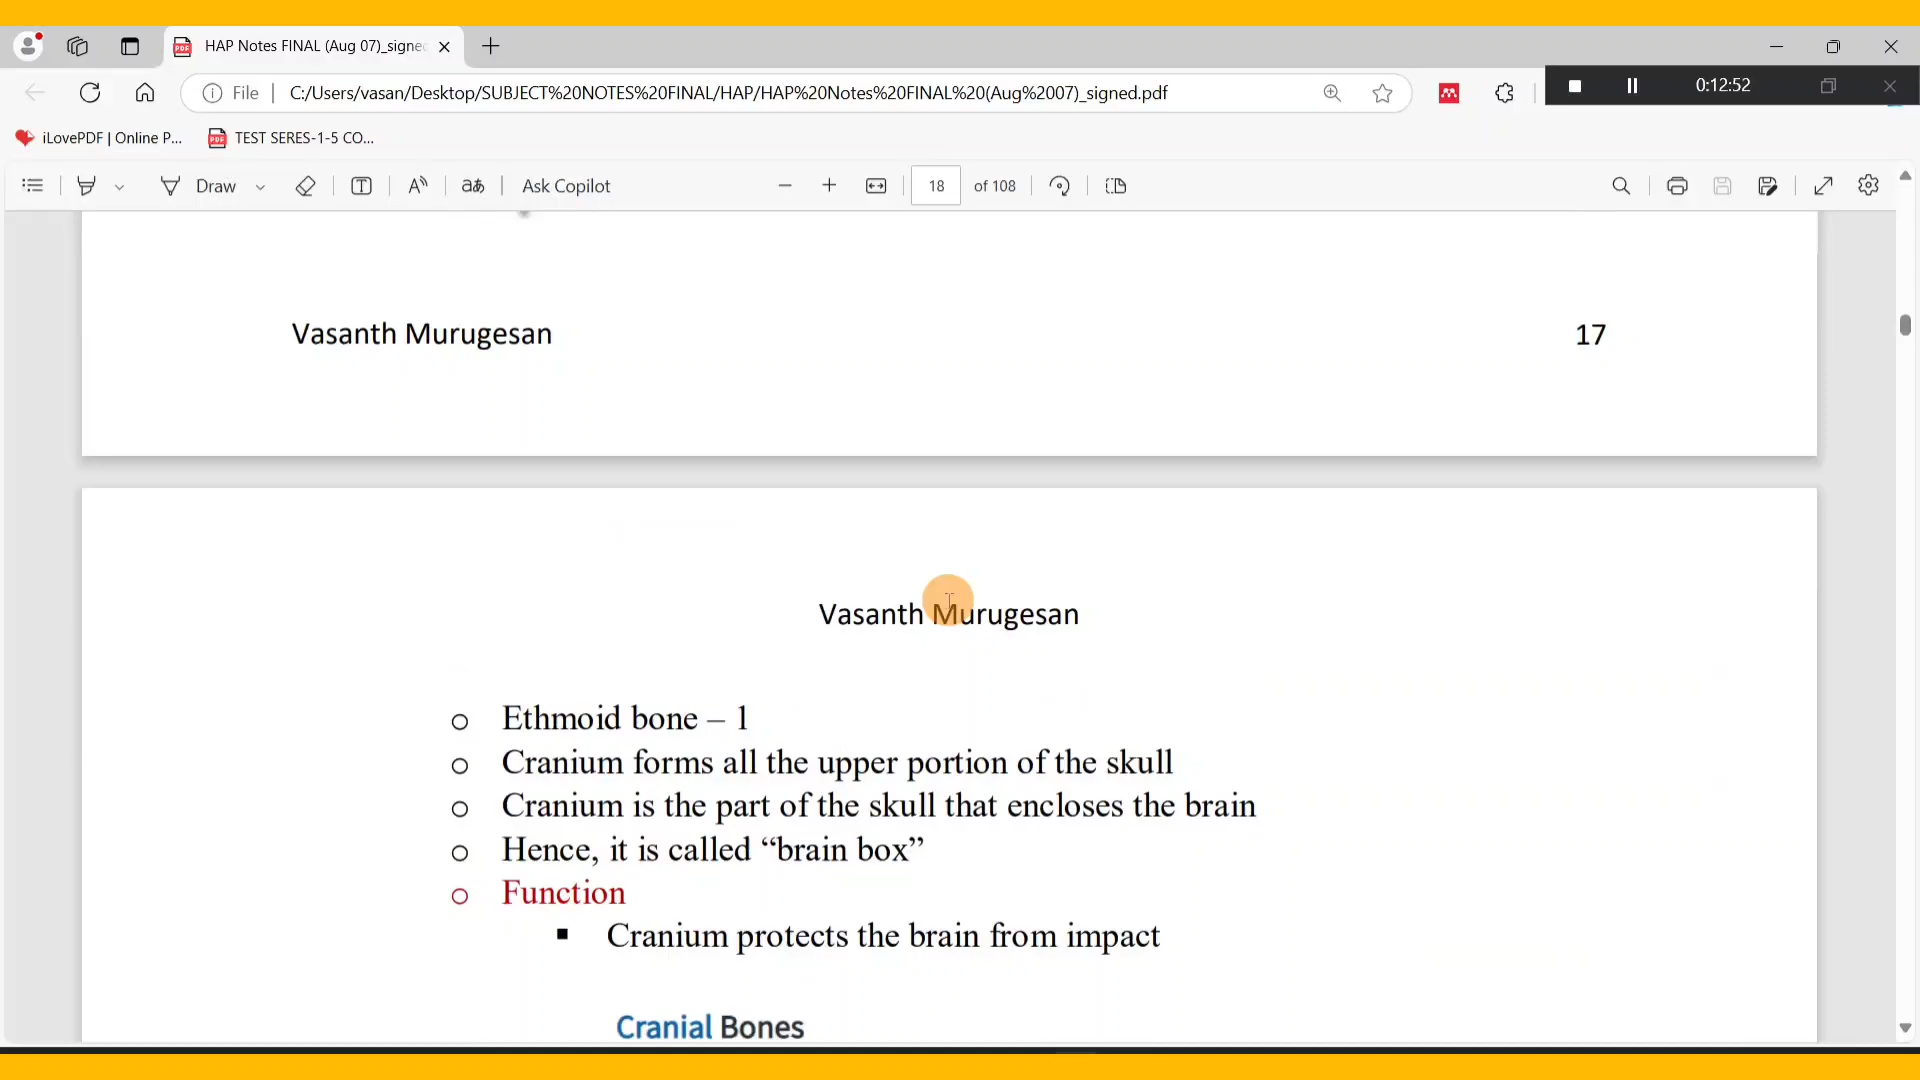 HAP Notes FINAL (Aug 07)_signe
File
C:/Users/vasan/Desktop/SUBJECT%20NOTES%20FINAL/HAP/HAP%20Notes%20FINAL%20(Aug%2007)_signed.pdf
0:12:52
iLovePDF | Online P...
TEST SERES-1-5 CO...
Draw
Ask Copilot
18 of 108
Vasanth Murugesan
17
Vasanth Murugesan
o Ethmoid bone – 1
o Cranium forms all the upper portion of the skull
o Cranium is the part of the skull that encloses the brain
o Hence, it is called “brain box”
o Function
▪ Cranium protects the brain from impact
Cranial Bones